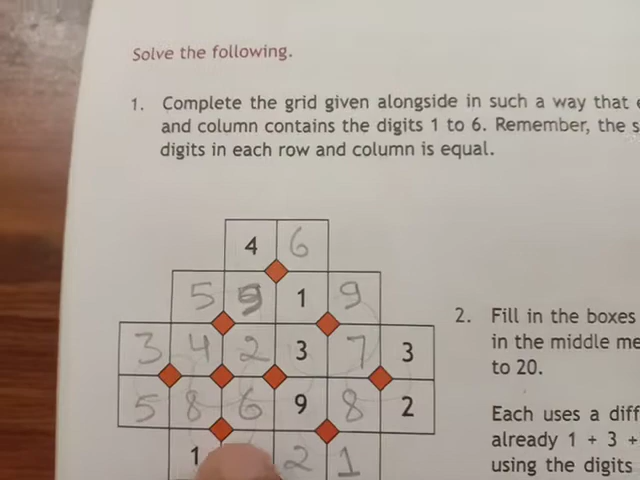 Solve the following.
1. Complete the grid given alongside in such a way that
and column contains the digits 1 to 6. Remember, the
digits in each row and column is equal.
4 6
5 9 1 9
3 4 2 3 7 3
5 8 6 9 8 2
1 2 1
2. Fill in the boxes
in the middle
to 20.
Each uses a
already 1 + 3 +
using the digits